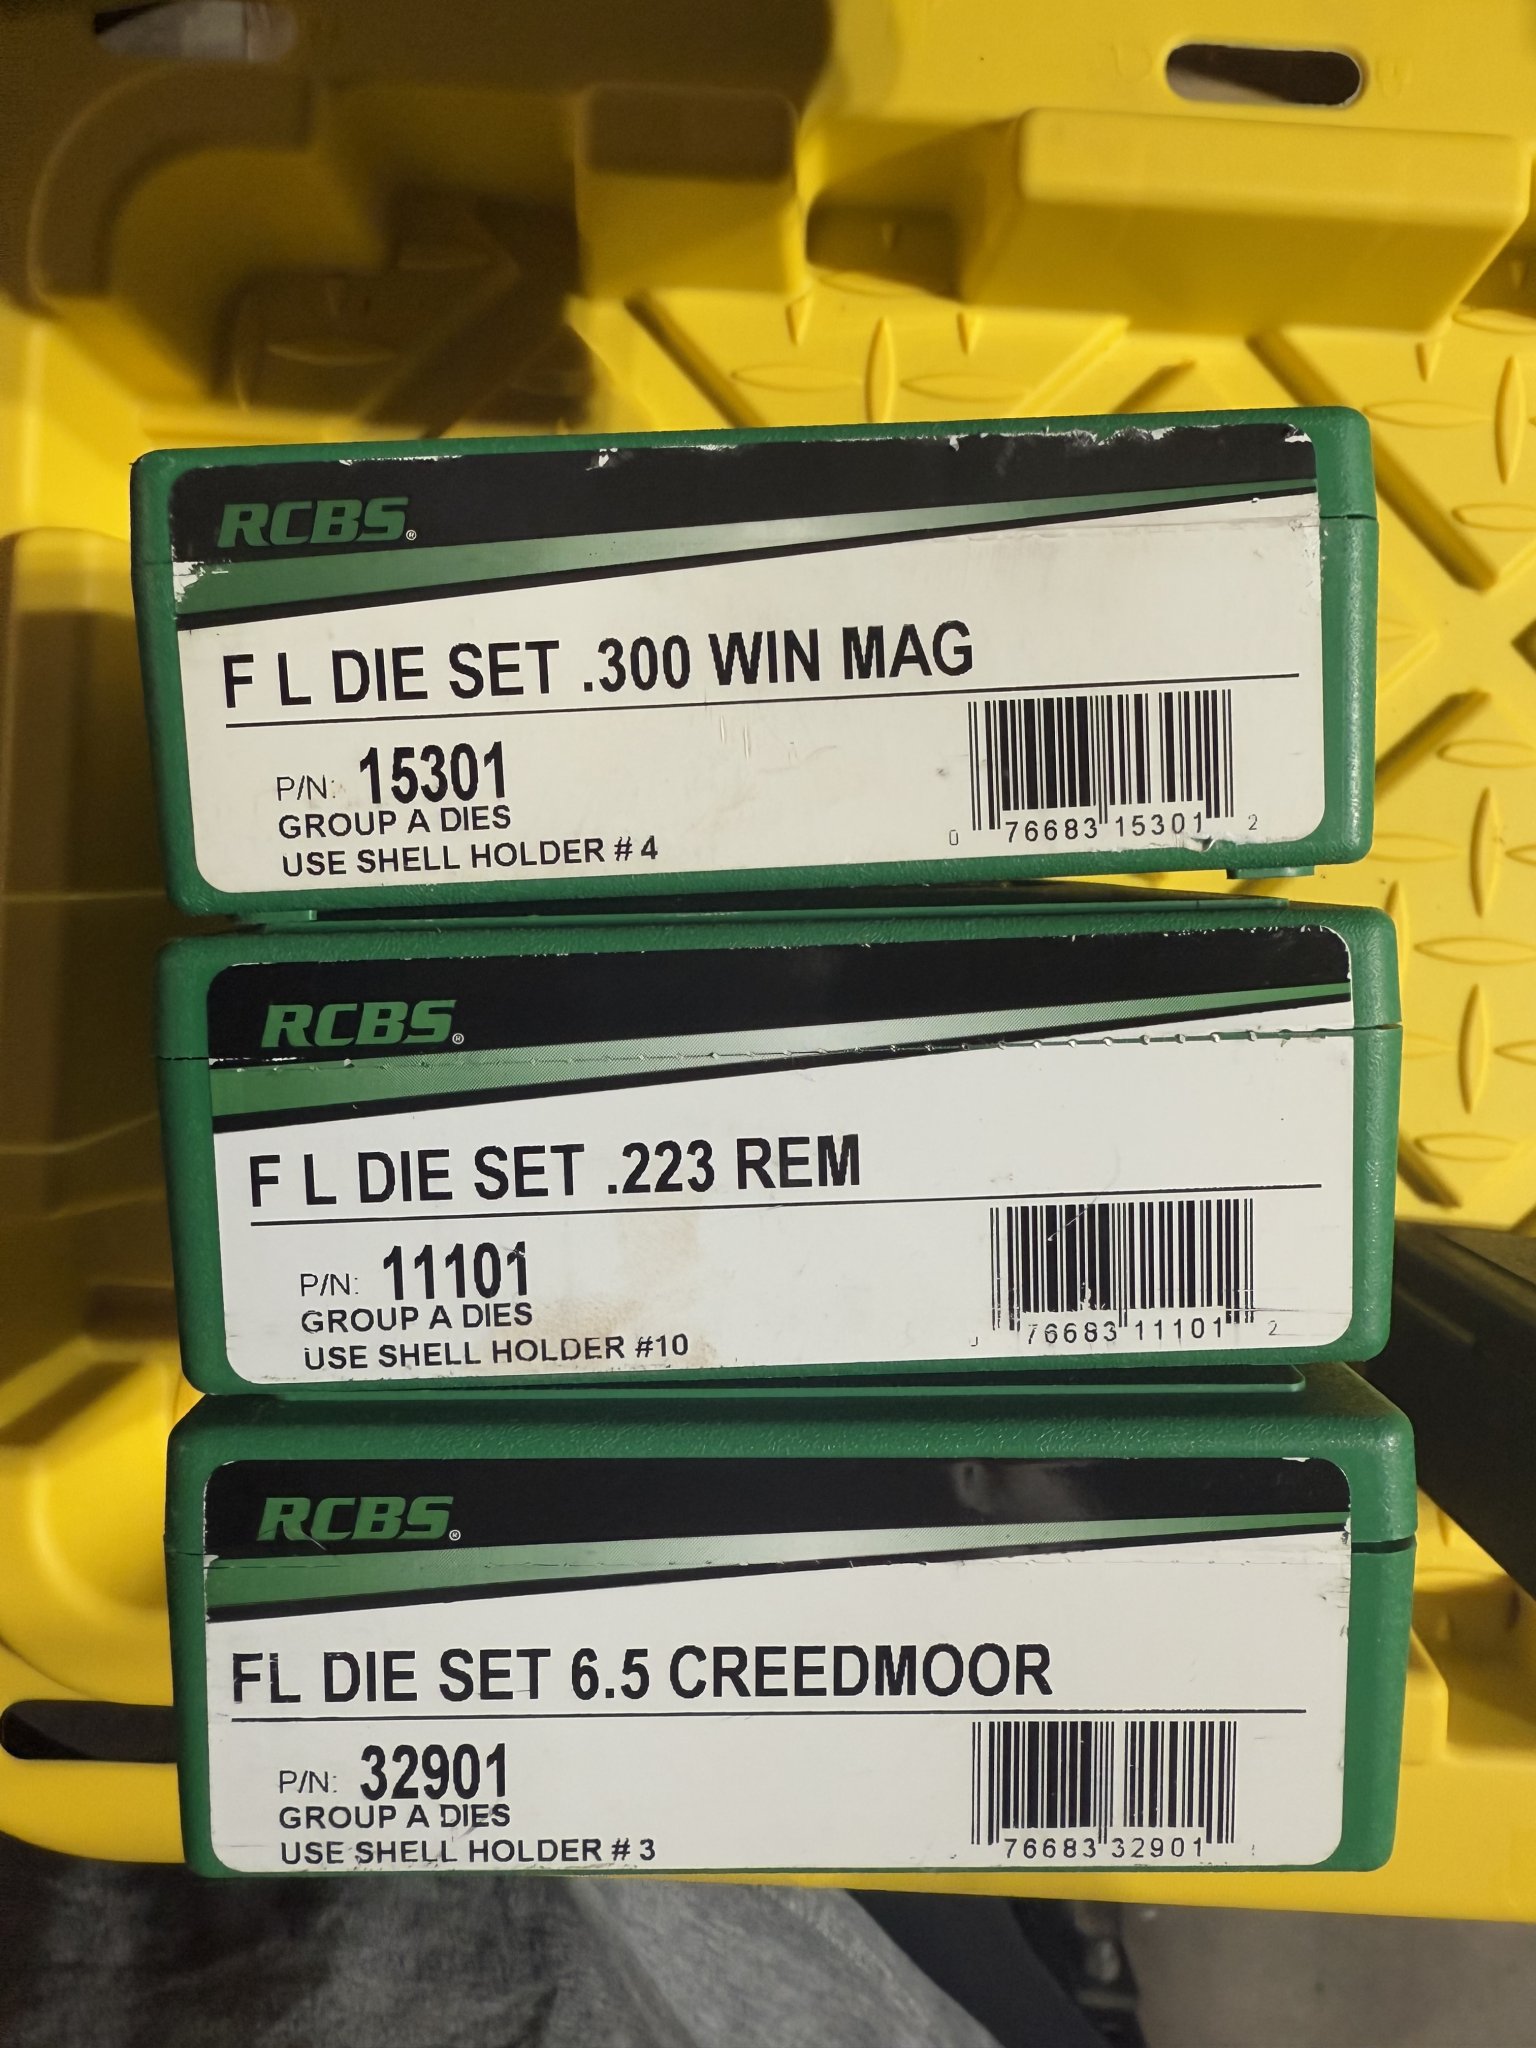 RCBS®
F L DIE SET .300 WIN MAG
P/N: 15301
GROUP A DIES
USE SHELL HOLDER # 4
0 76683 15301 2
RCBS®
F L DIE SET .223 REM
P/N: 11101
GROUP A DIES
USE SHELL HOLDER #10
76683 11101 2
RCBS®
FL DIE SET 6.5 CREEDMOOR
P/N: 32901
GROUP A DIES
USE SHELL HOLDER # 3
76683 32901